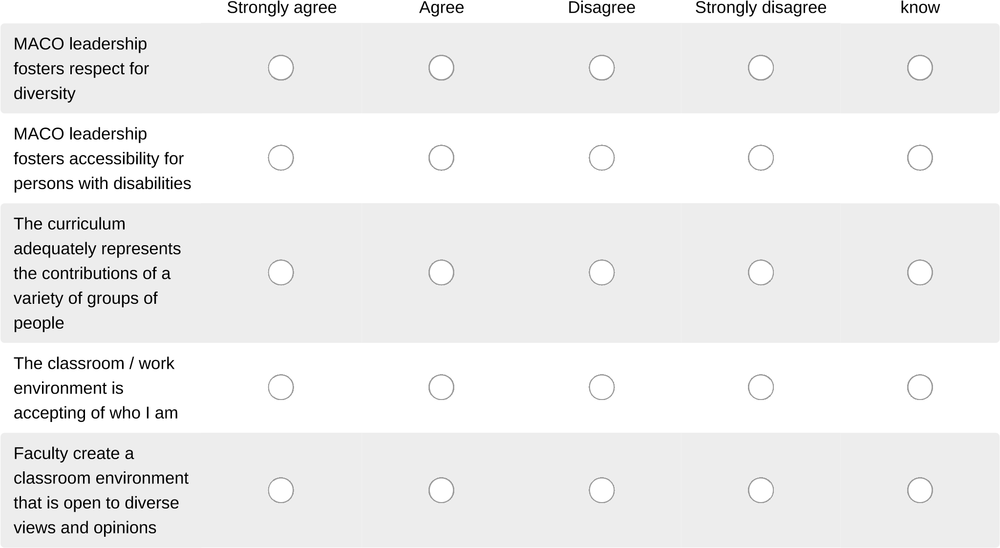 Strongly agree Agree Disagree Strongly disagree know
MACO leadership
fosters respect for
diversity
MACO leadership
fosters accessibility for
persons with disabilities
The curriculum
adequately represents
the contributions of a
variety of groups of
people
The classroom / work
environment is
accepting of who I am
Faculty create a
classroom environment
that is open to diverse
views and opinions